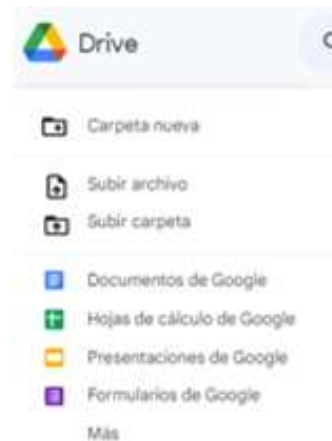 Drive
Carpeta nueva
Subir archivo
Subir carpeta
Documentos de Google
Hojas de cálculo de Google
Presentaciones de Google
Formularios de Google
Más